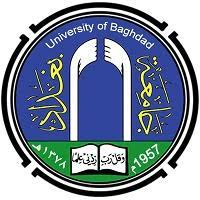 University of Baghdad
جامعة
بغداد
وقل رب زدني علما
١٣٧٨هـ
1957م